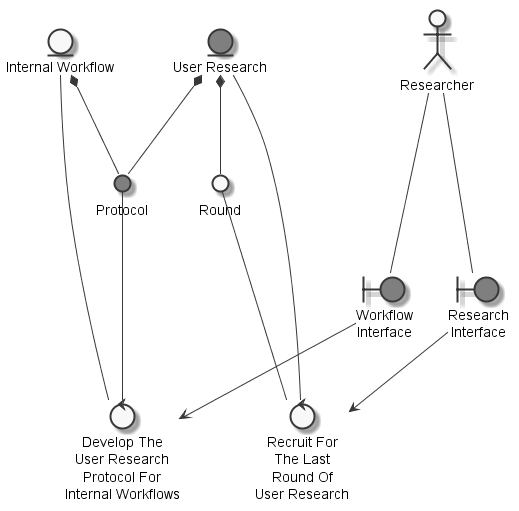 Internal Workflow
User Research
Researcher
Protocol
Round
Workflow
Interface
Research
Interface
Develop The
User Research
Protocol For
Internal Workflows
Recruit For
The Last
Round Of
User Research